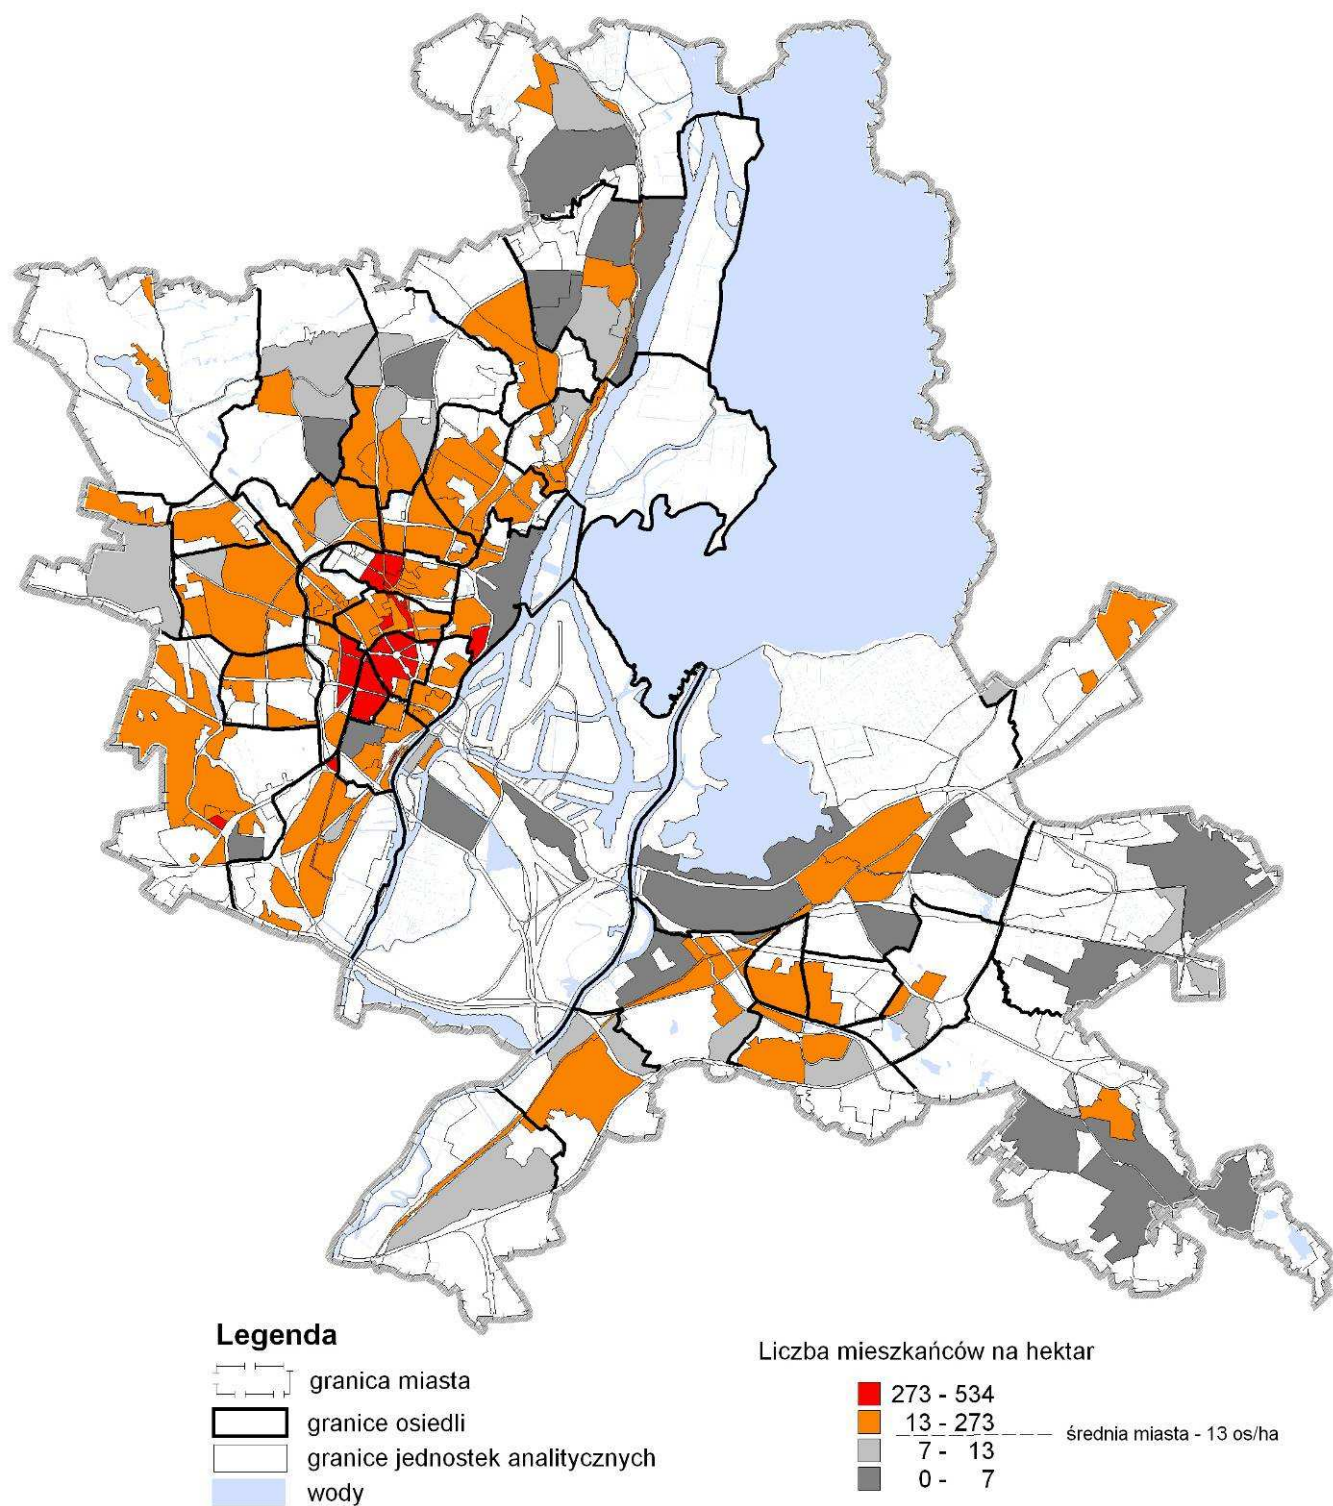 Legenda
granica miasta
granice osiedli
granice jednostek analitycznych
wody
Liczba mieszkańców na hektar
273 - 534
13 - 273
średnia miasta - 13 os/ha
7 - 13
0 - 7